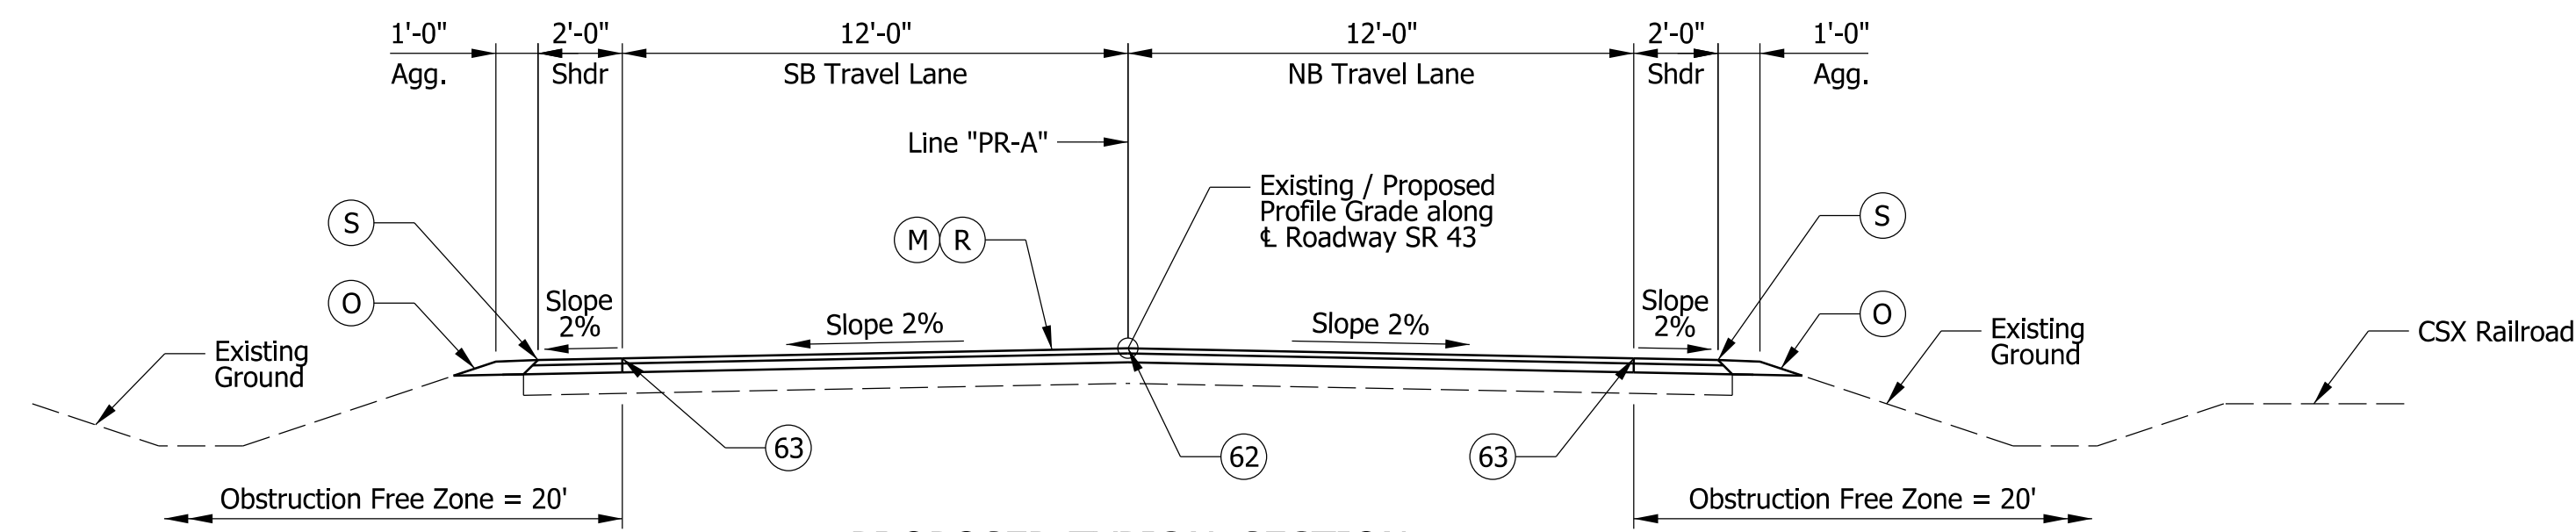 1'-0"
2'-0"
12'-0"
12'-0"
2'-0"
1'-0"
Agg.
Shdr
SB Travel Lane
NB Travel Lane
Shdr
Agg.
Line "PR-A"
Existing / Proposed
Profile Grade along
℄ Roadway SR 43
S
M
R
S
O
Slope
2%
Slope 2%
Slope 2%
Slope
2%
O
Existing
Ground
Existing
Ground
CSX Railroad
63
62
63
Obstruction Free Zone = 20'
Obstruction Free Zone = 20'